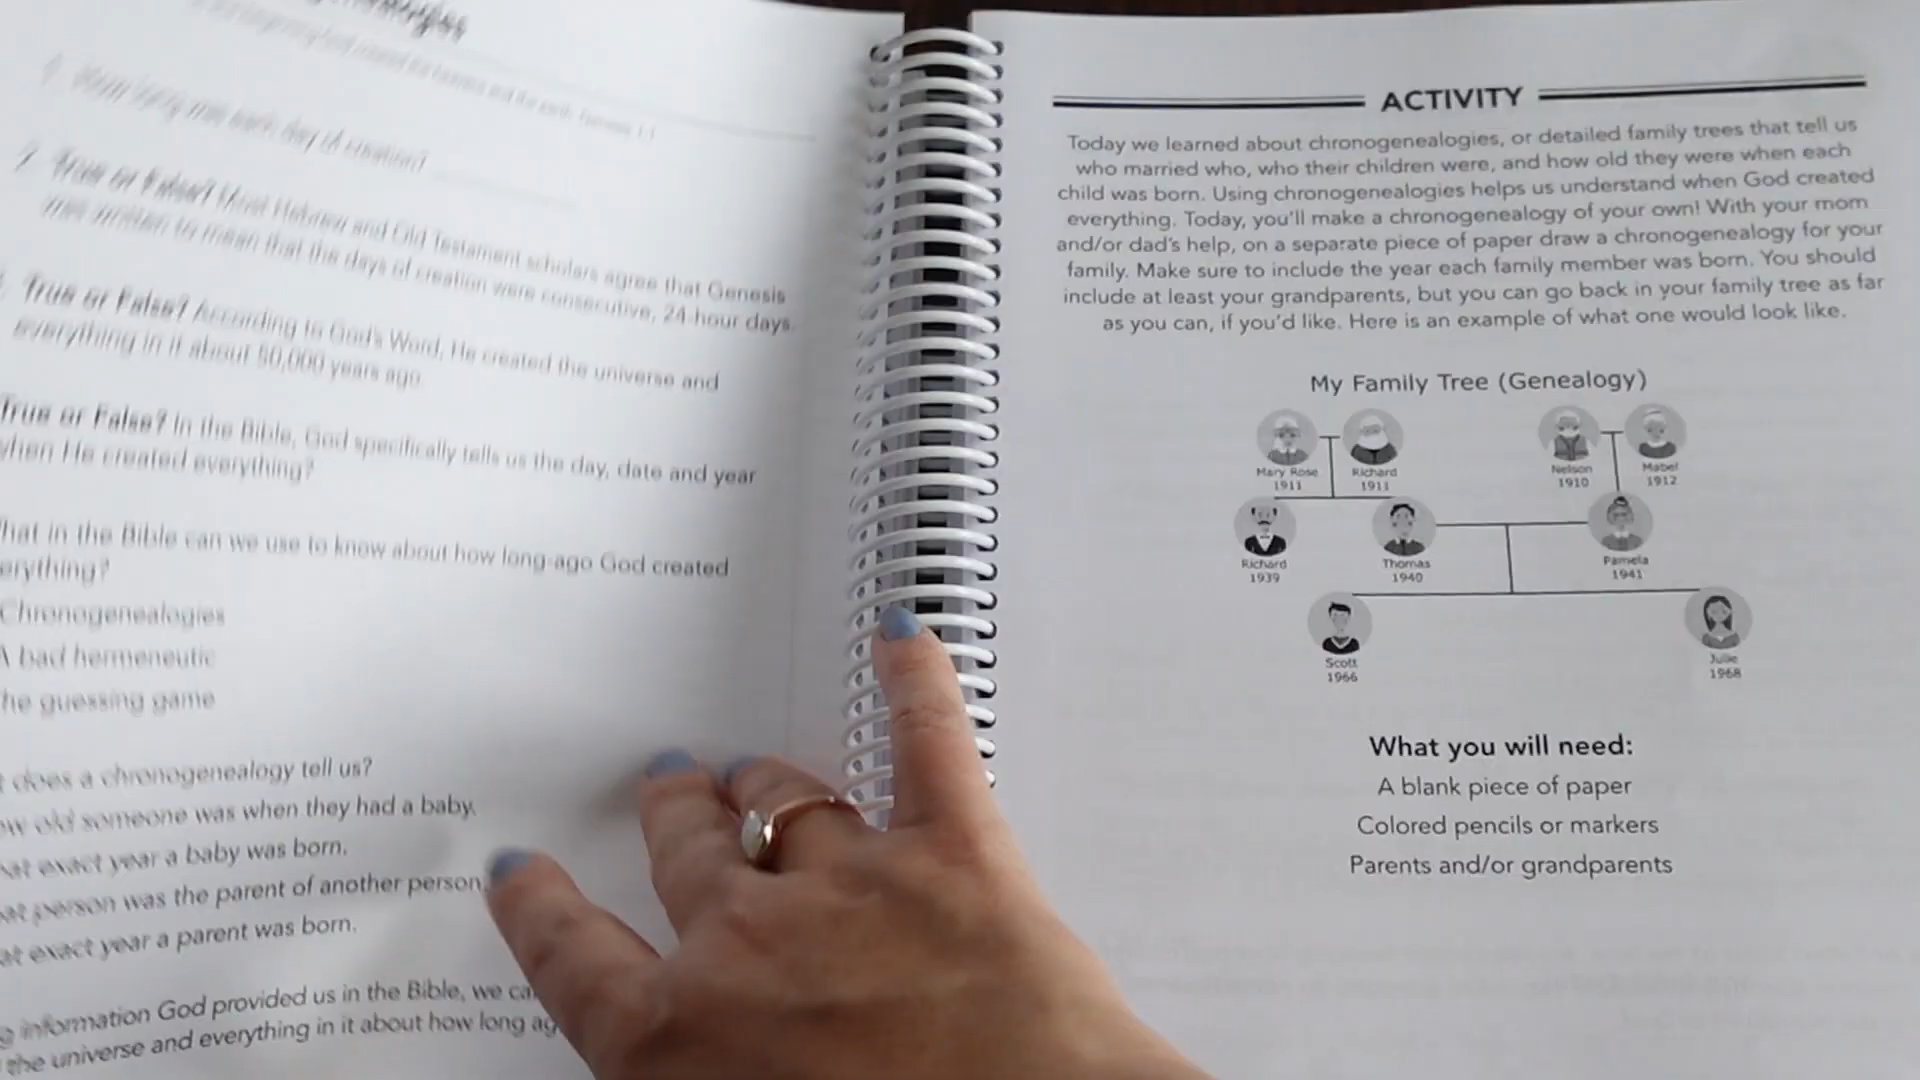 1. How long was each day of creation?
2. True or False? Most Hebrew and Old Testament scholars agree that Genesis
was written to mean that the days of creation were consecutive, 24-hour days.
True or False? According to God's Word, He created the universe and
everything in it about 50,000 years ago
True or False? In the Bible, God specifically tells us the day, date and year
when He created everything?
hat in the Bible can we use to know about how long-ago God created
erything?
Chronogenealogies
A bad hermeneutic
he guessing game
t does a chronogenealogy tell us?
ow old someone was when they had a baby.
at exact year a baby was born.
at person was the parent of another person.
at exact year a parent was born.
information God provided us in the Bible, we ca
the universe and everything in it about how long ag
ACTIVITY
Today we learned about chronogenealogies, or detailed family trees that tell us
who married who, who their children were, and how old they were when each
child was born. Using chronogenealogies helps us understand when God created
everything. Today, you'll make a chronogenealogy of your own! With your mom
and/or dad's help, on a separate piece of paper draw a chronogenealogy for your
family. Make sure to include the year each family member was born. You should
include at least your grandparents, but you can go back in your family tree as far
as you can, if you'd like. Here is an example of what one would look like.
My Family Tree (Genealogy)
Mary Rose Richard Nelson Mabel
1911 1911 1910 1912
Richard Thomas Pamela
1939 1940 1941
Scott Julie
1966 1968
What you will need:
A blank piece of paper
Colored pencils or markers
Parents and/or grandparents